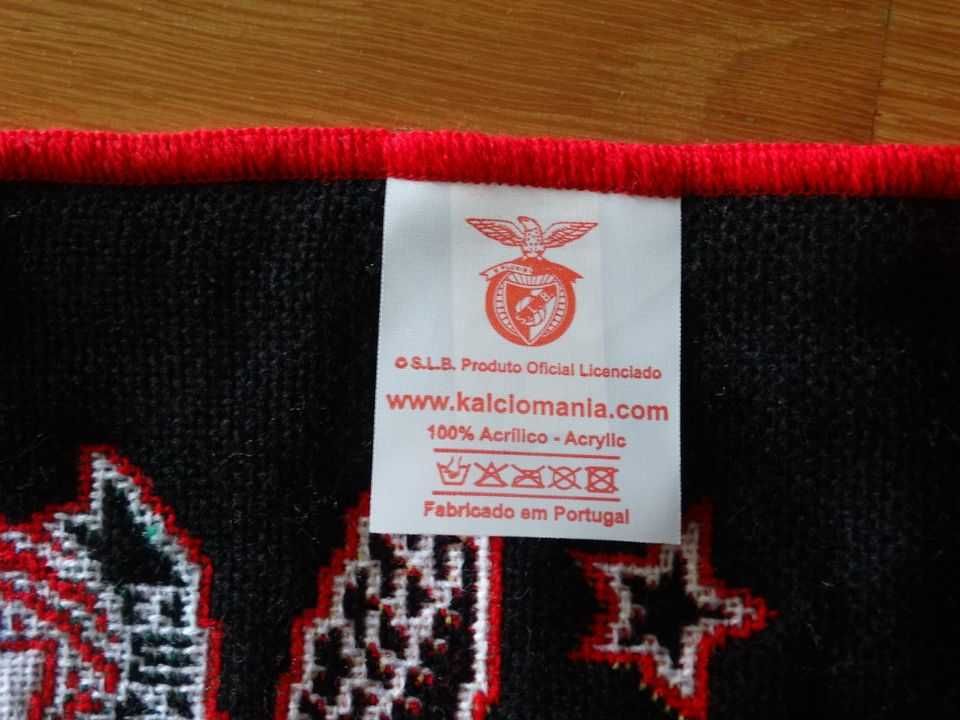 © S.L.B. Produto Oficial Licenciado
www.kalciomania.com
100% Acrílico - Acrylic
Fabricado em Portugal